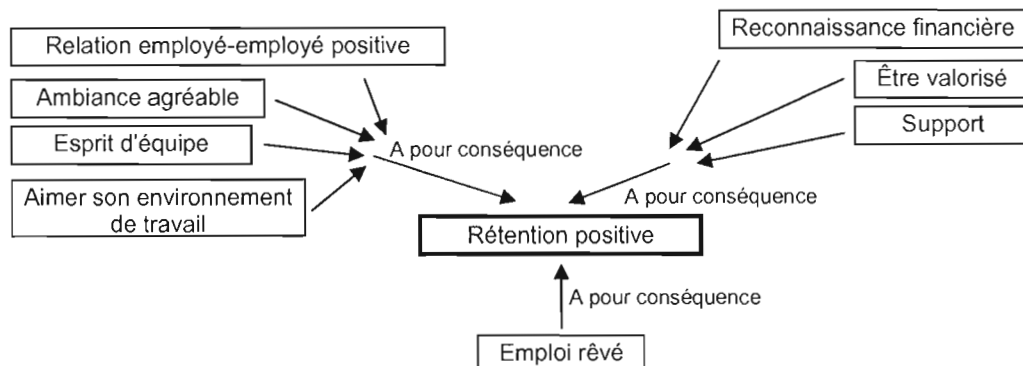 Relation employé-employé positive
Reconnaissance financière
Ambiance agréable
Être valorisé
Esprit d'équipe
Support
A pour conséquence
Aimer son environnement
de travail
A pour conséquence
Rétention positive
A pour conséquence
Emploi rêvé